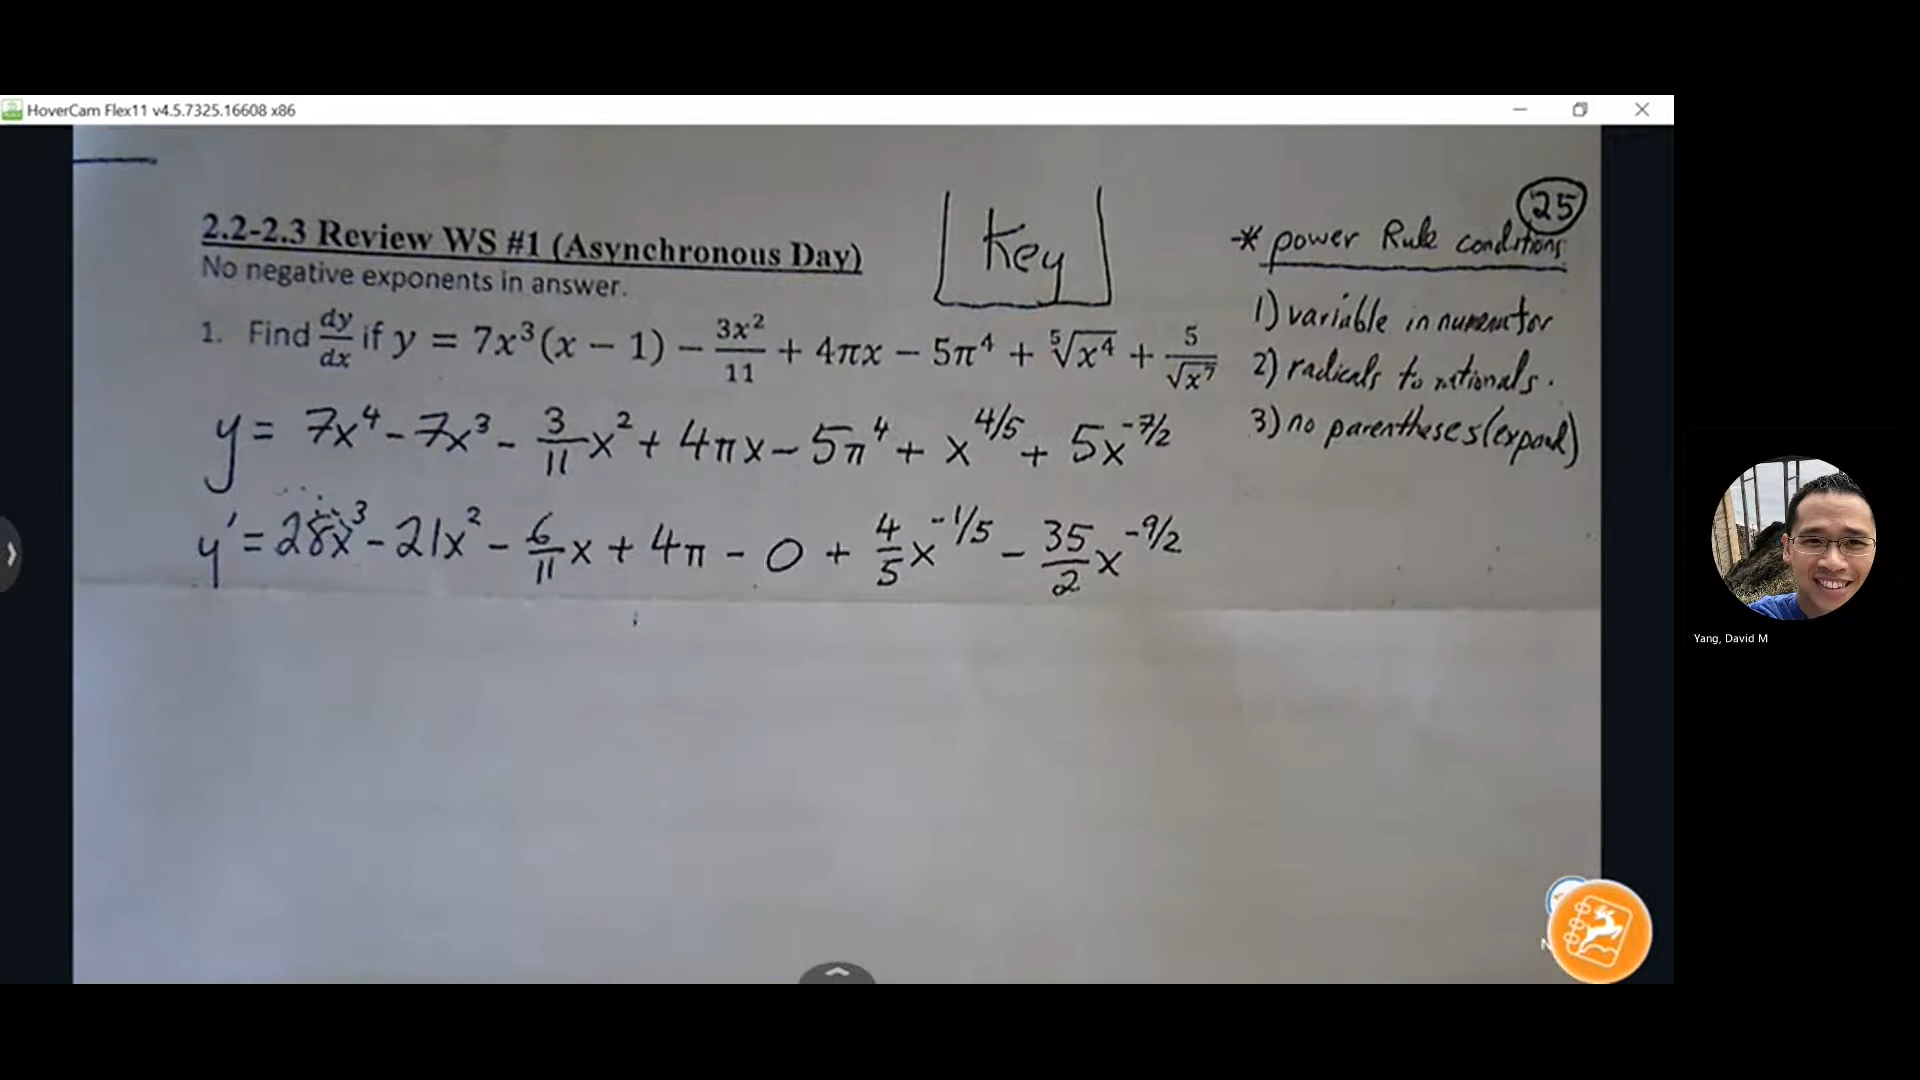 HoverCam Flex11 v4.5.7325.16608 x86
25
2.2-2.3 Review WS #1 (Asynchronous Day)
Key
No negative exponents in answer.
* power Rule conditions
1) variable in numerator
2) radicals to rationals.
3) no parentheses (expand)
1. Find dy/dx if y = 7x³(x − 1) − 3x²/11 + 4πx − 5π⁴ + ⁵√x⁴ + 5/√x⁷
y = 7x⁴ - 7x³ - 3/11 x² + 4πx - 5π⁴ + x^4/5 + 5x^-7/2
y' = 28x³ - 21x² - 6/11 x + 4π - 0 + 4/5 x^-1/5 - 35/2 x^-9/2
Yang, David M